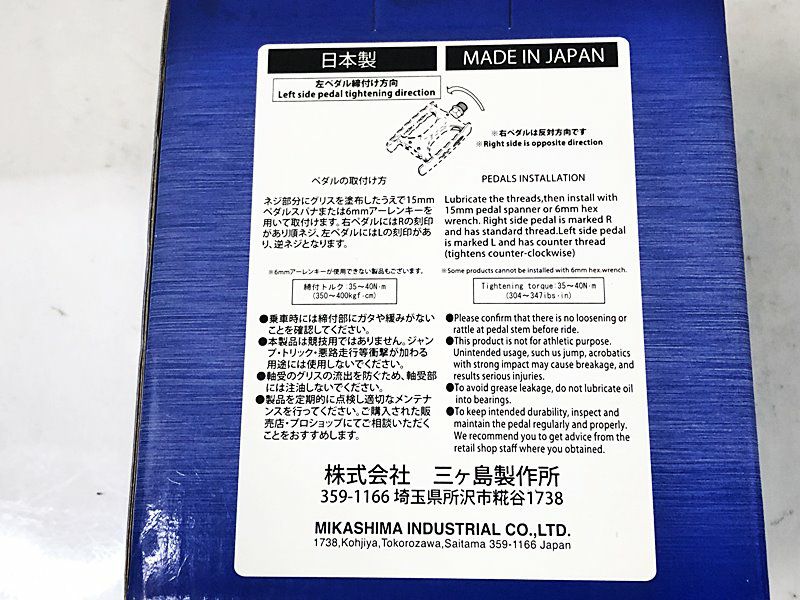 日本製
MADE IN JAPAN
左ペダル締付け方向
Left side pedal tightening direction
※右ペダルは反対方向です
※Right side is opposite direction
ペダルの取付け方
ネジ部分にグリスを塗布したうえで15mm
ペダルスパナまたは6mmアーレンキーを
用いて取付けます。右ペダルにはRの刻印
があり順ネジ、左ペダルにはLの刻印があ
り、逆ネジとなります。
※6mmアーレンキーが使用できない製品もございます。
締付トルク:35～40N・m
(350～400kgf・cm)
●乗車時には締付部にガタや緩みがない
ことを確認してください。
●本製品は競技用ではありません。ジャン
プ・トリック・悪路走行等衝撃が加わる
用途には使用しないでください。
●軸受のグリスの流出を防ぐため、軸受部
には注油しないでください。
●製品を定期的に点検し適切なメンテナ
ンスを行ってください。ご購入された販
売店・プロショップにてご相談いただく
ことをおすすめします。
PEDALS INSTALLATION
Lubricate the threads,then install with
15mm pedal spanner or 6mm hex
wrench. Right side pedal is marked R
and has standard thread.Left side pedal
is marked L and has counter thread
(tightens counter-clockwise)
※Some products cannot be installed with 6mm hex.wrench.
Tightening torque:35～40N・m
(304～347lbs・in)
●Please confirm that there is no loosening or
rattle at pedal stem before ride.
●This product is not for athletic purpose.
Unintended usage, such us jump, acrobatics
with strong impact may cause breakage, and
results serious injuries.
●To avoid grease leakage, do not lubricate oil
into bearings.
●To keep intended durability, inspect and
maintain the pedal regularly and properly.
We recommend you to get advice from the
retail shop staff where you obtained.
株式会社 三ヶ島製作所
359-1166 埼玉県所沢市糀谷1738
MIKASHIMA INDUSTRIAL CO.,LTD.
1738,Kohjiya,Tokorozawa,Saitama 359-1166 Japan